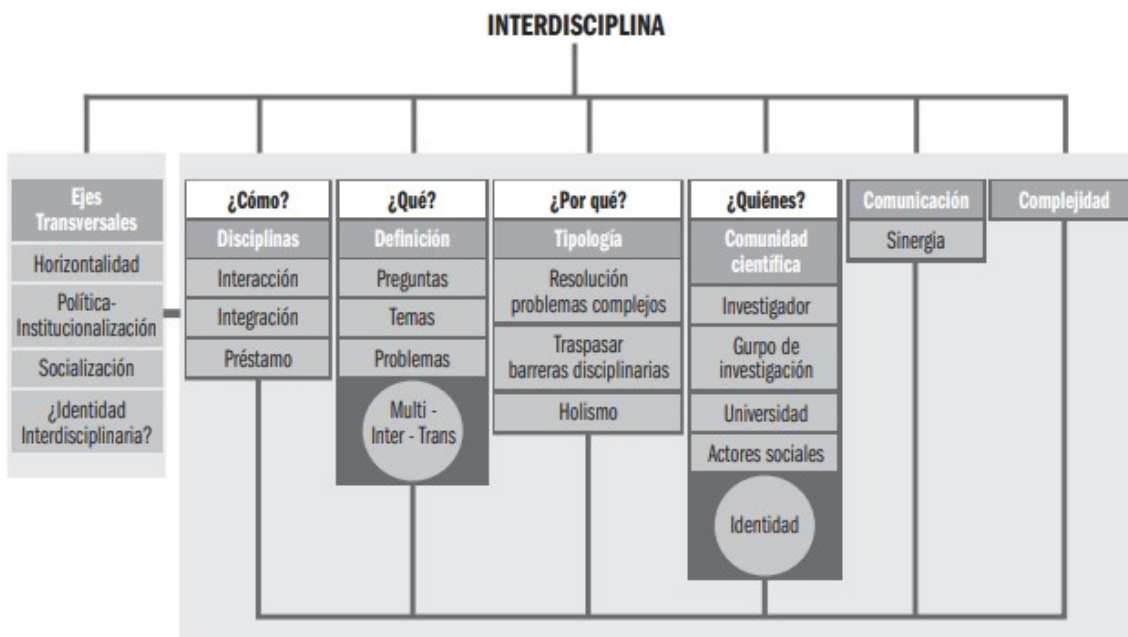 INTERDISCIPLINA
Ejes
Transversales
Horizontalidad
Política-
Institucionalización
Socialización
¿Identidad
Interdisciplinaria?
¿Cómo?
Disciplinas
Interacción
Integración
Préstamo
¿Qué?
Definición
Preguntas
Temas
Problemas
Multi -
Inter - Trans
¿Por qué?
Tipología
Resolución
problemas complejos
Traspasar
barreras disciplinarias
Holismo
¿Quiénes?
Comunidad
científica
Investigador
Gurpo de
investigación
Universidad
Actores sociales
Identidad
Comunicación
Sinergia
Complejidad